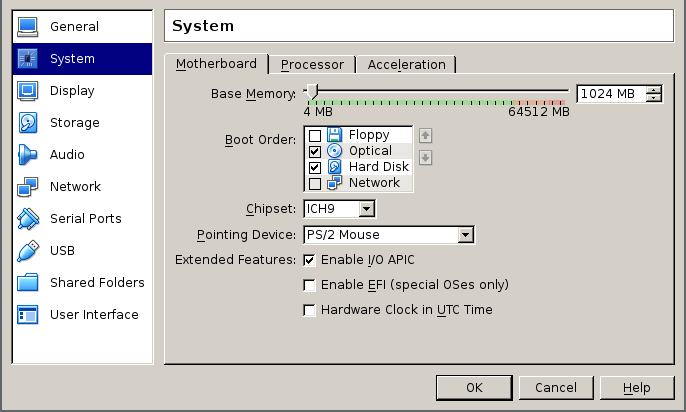 General
System
Display
Storage
Audio
Network
Serial Ports
USB
Shared Folders
User Interface
System
Motherboard Processor Acceleration
Base Memory: 1024 MB
4 MB 64512 MB
Boot Order: Floppy
Optical
Hard Disk
Network
Chipset: ICH9
Pointing Device: PS/2 Mouse
Extended Features: Enable I/O APIC
Enable EFI (special OSes only)
Hardware Clock in UTC Time
OK Cancel Help